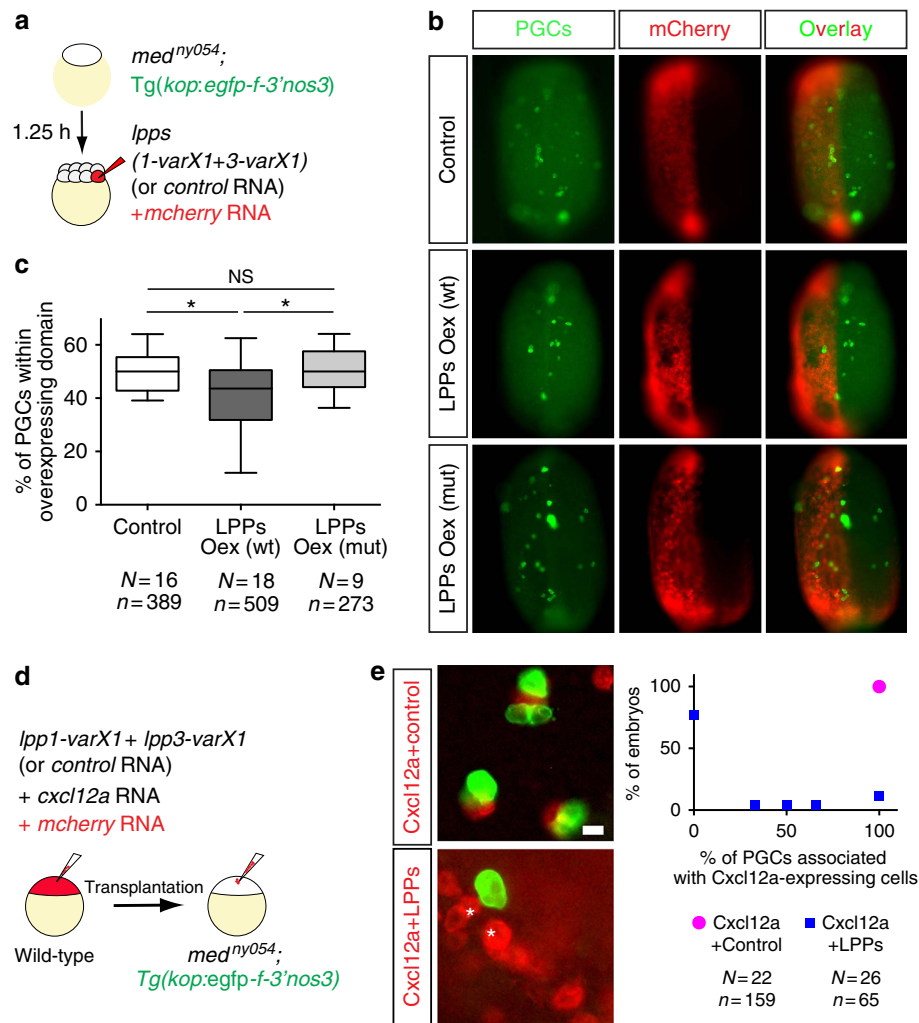 a
med ny054;
Tg(kop:egfp-f-3'nos3)
1.25 h
lpps
(1-varX1+3-varX1)
(or control RNA)
+mcherry RNA
b
PGCs
mCherry
Overlay
Control
LPPs Oex (wt)
LPPs Oex (mut)
c
NS
*
*
% of PGCs within
overexpressing domain
60
40
20
0
Control
LPPs
Oex (wt)
LPPs
Oex (mut)
N=16
n=389
N=18
n=509
N=9
n=273
d
lpp1-varX1+ lpp3-varX1
(or control RNA)
+ cxcl12a RNA
+ mcherry RNA
Transplantation
Wild-type
med ny054;
Tg(kop:egfp-f-3'nos3)
e
Cxcl12a+control
Cxcl12a+LPPs
*
*
% of embryos
100
50
0
0
50
100
% of PGCs associated
with Cxcl12a-expressing cells
Cxcl12a
+Control
Cxcl12a
+LPPs
N=22
n=159
N=26
n=65